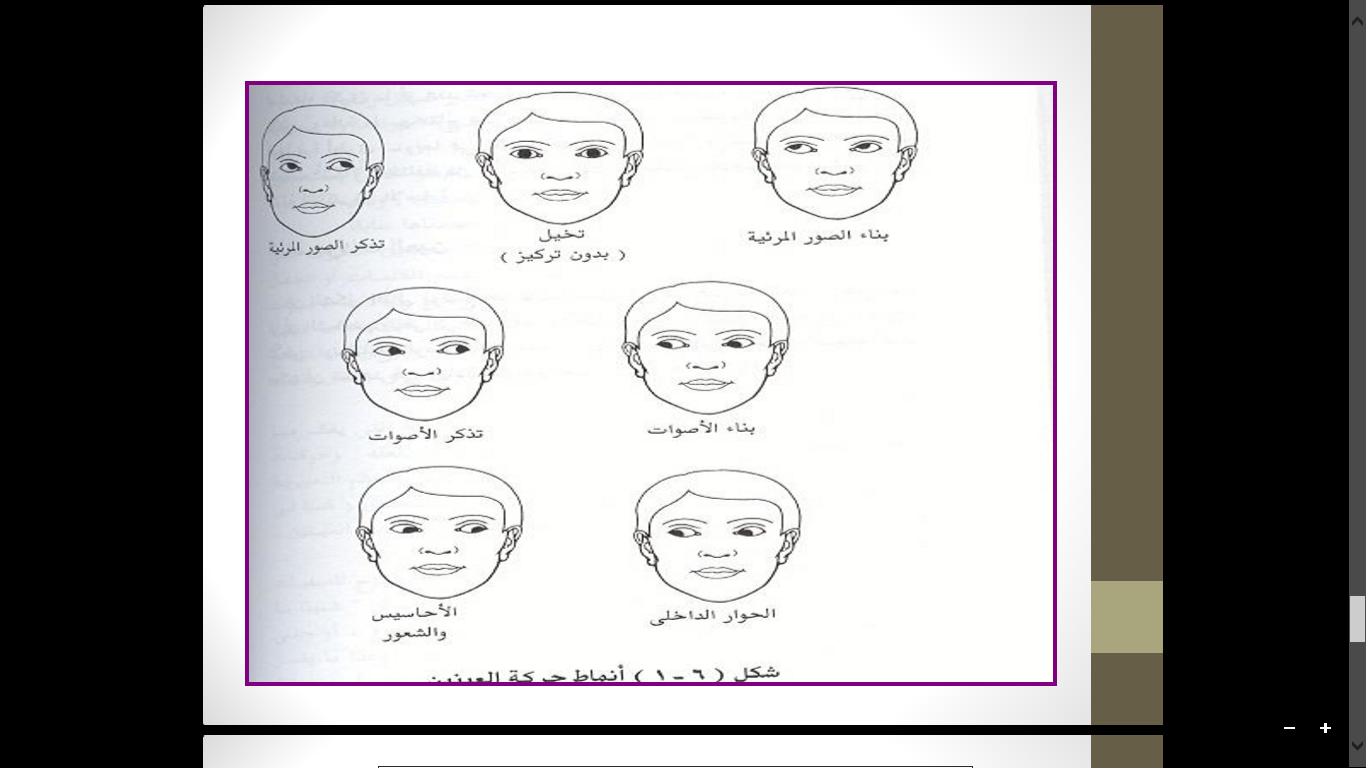 بناء الصور المرئية
تخيل
( بدون تركيز )
تذكر الصور المرئية
بناء الأصوات
تذكر الأصوات
الحوار الداخلى
الأحاسيس
والشعور
شكل ( ٦ - ١ ) أنماط حركة العينين